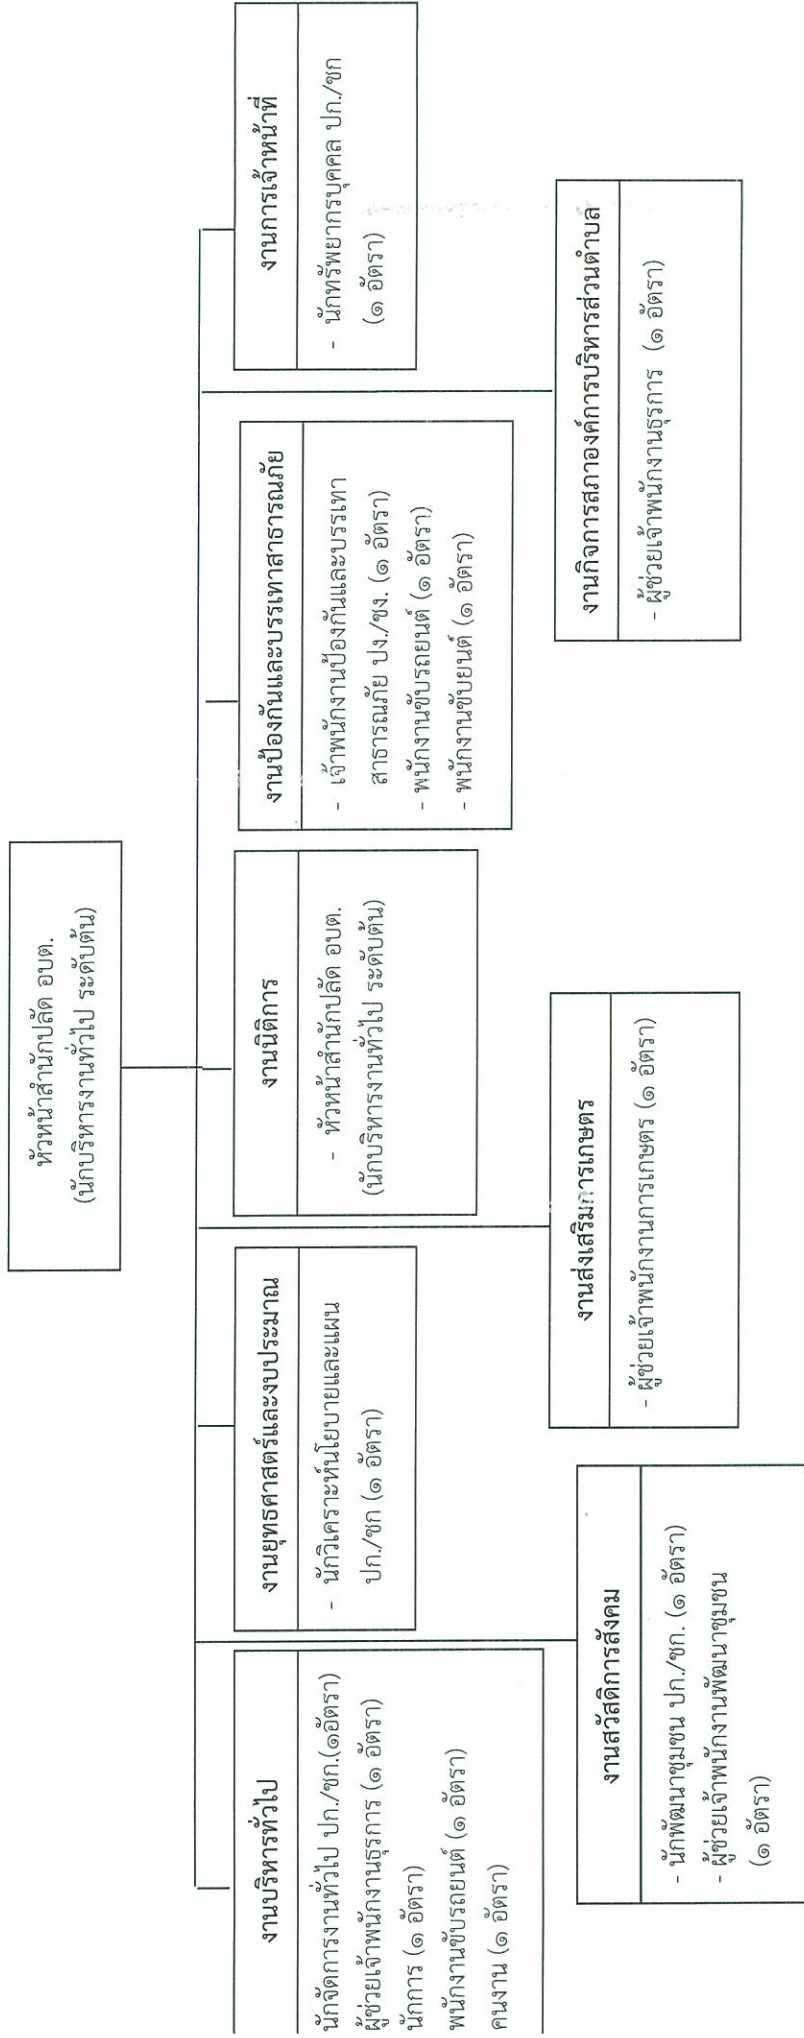 หัวหน้าสำนักปลัด อบต.
(นักบริหารงานทั่วไป ระดับต้น)
งานบริหารทั่วไป
นักจัดการงานทั่วไป ปก./ชก.(๑อัตรา)
ผู้ช่วยเจ้าพนักงานธุรการ (๑ อัตรา)
นักการ (๑ อัตรา)
พนักงานขับรถยนต์ (๑ อัตรา)
คนงาน (๑ อัตรา)
งานยุทธศาสตร์และงบประมาณ
- นักวิเคราะห์นโยบายและแผน
ปก./ชก (๑ อัตรา)
งานนิติการ
- หัวหน้าสำนักปลัด อบต.
(นักบริหารงานทั่วไป ระดับต้น)
งานป้องกันและบรรเทาสาธารณภัย
- เจ้าพนักงานป้องกันและบรรเทา
สาธารณภัย ปง./ชง. (๑ อัตรา)
- พนักงานขับรถยนต์ (๑ อัตรา)
- พนักงานขับยนต์ (๑ อัตรา)
งานการเจ้าหน้าที่
- นักทรัพยากรบุคคล ปก./ชก
(๑ อัตรา)
งานสวัสดิการสังคม
- นักพัฒนาชุมชน ปก./ชก. (๑ อัตรา)
- ผู้ช่วยเจ้าพนักงานพัฒนาชุมชน
(๑ อัตรา)
งานส่งเสริมการเกษตร
- ผู้ช่วยเจ้าพนักงานการเกษตร (๑ อัตรา)
งานกิจการสภาองค์การบริหารส่วนตำบล
- ผู้ช่วยเจ้าพนักงานธุรการ (๑ อัตรา)